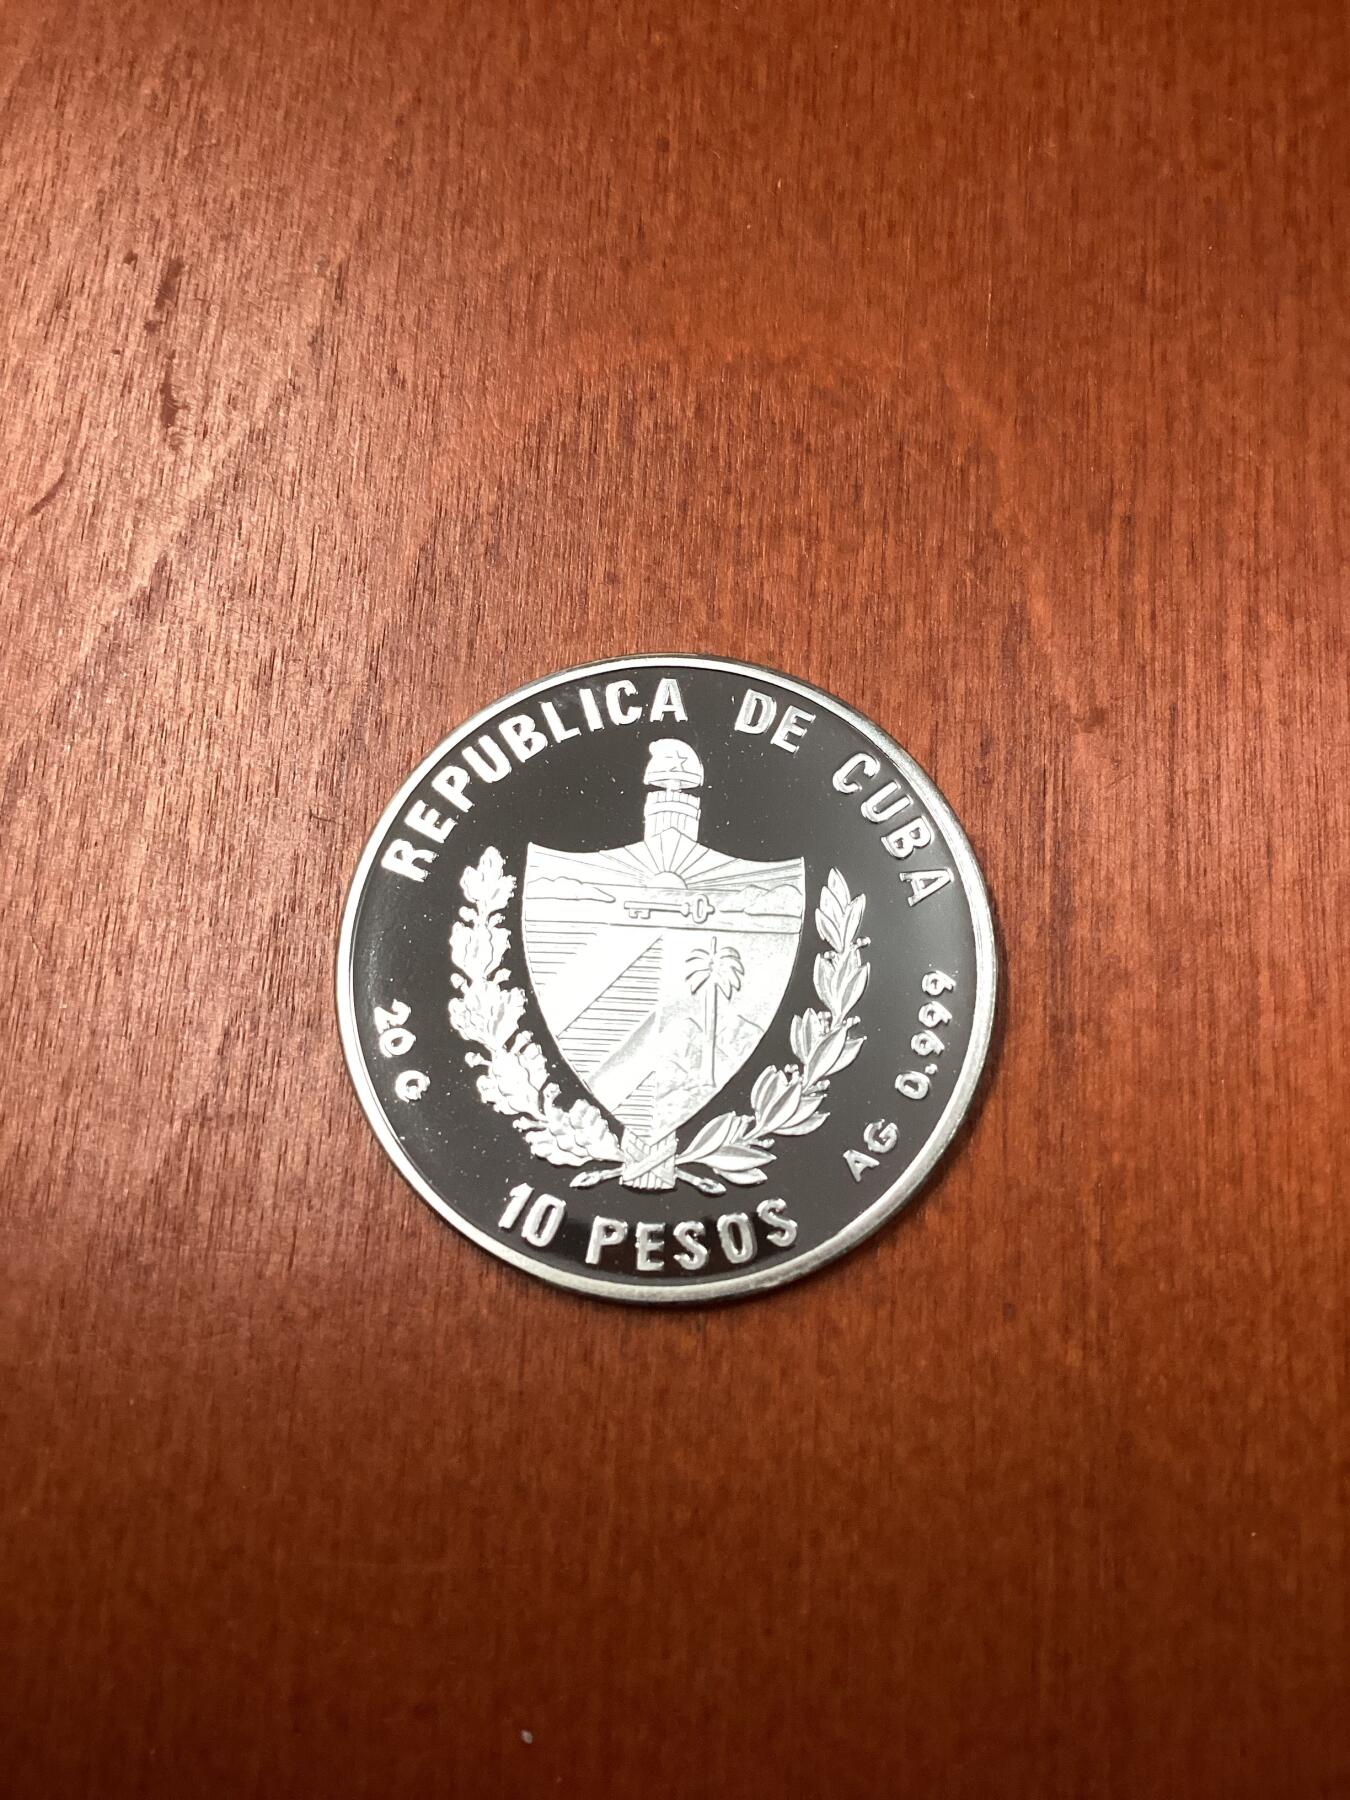 REPUBLICA DE CUBA
20 G
AG 0.999
10 PESOS